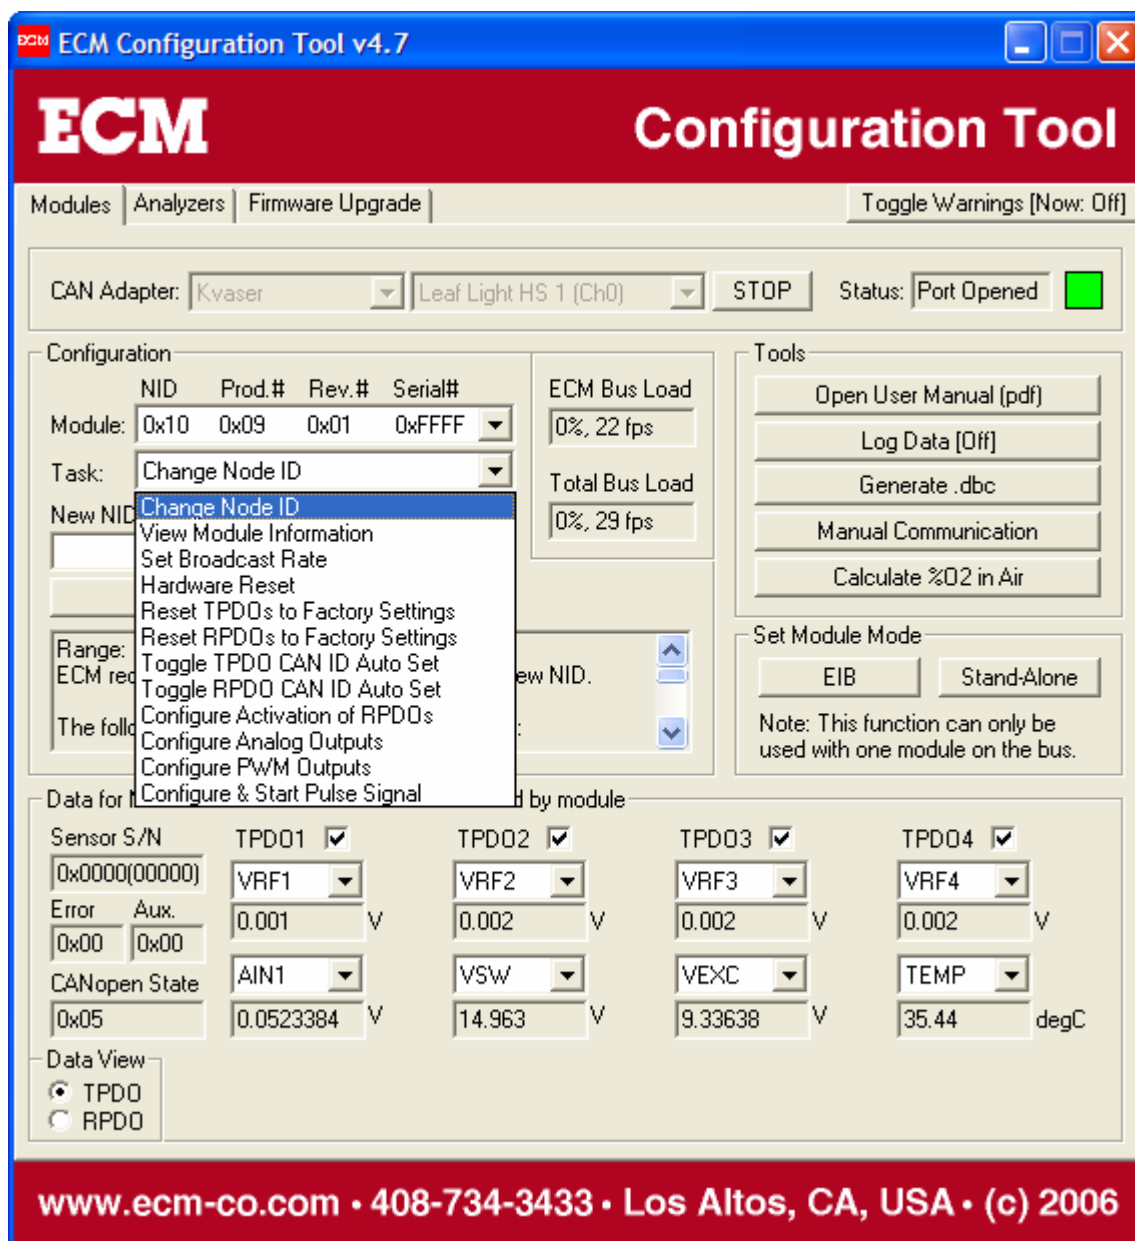 ECM ECM Configuration Tool v4.7
ECM Configuration Tool
Modules Analyzers Firmware Upgrade Toggle Warnings [Now: Off]
CAN Adapter: Kvaser Leaf Light HS 1 (Ch0) STOP Status: Port Opened
Configuration
NID Prod.# Rev.# Serial#
Module: 0x10 0x09 0x01 0xFFFF
Task: Change Node ID
Change Node ID
View Module Information
Set Broadcast Rate
Hardware Reset
Reset TPDOs to Factory Settings
Reset RPDOs to Factory Settings
Toggle TPDO CAN ID Auto Set
Toggle RPDO CAN ID Auto Set
Configure Activation of RPDOs
Configure Analog Outputs
Configure PWM Outputs
Configure & Start Pulse Signal
New NID
Range:
ECM ew NID.
The :
ECM Bus Load
0%, 22 fps
Total Bus Load
0%, 29 fps
Tools
Open User Manual (pdf)
Log Data [Off]
Generate .dbc
Manual Communication
Calculate %O2 in Air
Set Module Mode
EIB Stand-Alone
Note: This function can only be
used with one module on the bus.
Data for by module
Sensor S/N TPDO1 TPDO2 TPDO3 TPDO4
0x0000(00000) VRF1 VRF2 VRF3 VRF4
Error Aux. 0.001 V 0.002 V 0.002 V 0.002 V
0x00 0x00
CANopen State AIN1 VSW VEXC TEMP
0x05 0.0523384 V 14.963 V 9.33638 V 35.44 degC
Data View
TPDO
RPDO
www.ecm-co.com • 408-734-3433 • Los Altos, CA, USA • (c) 2006